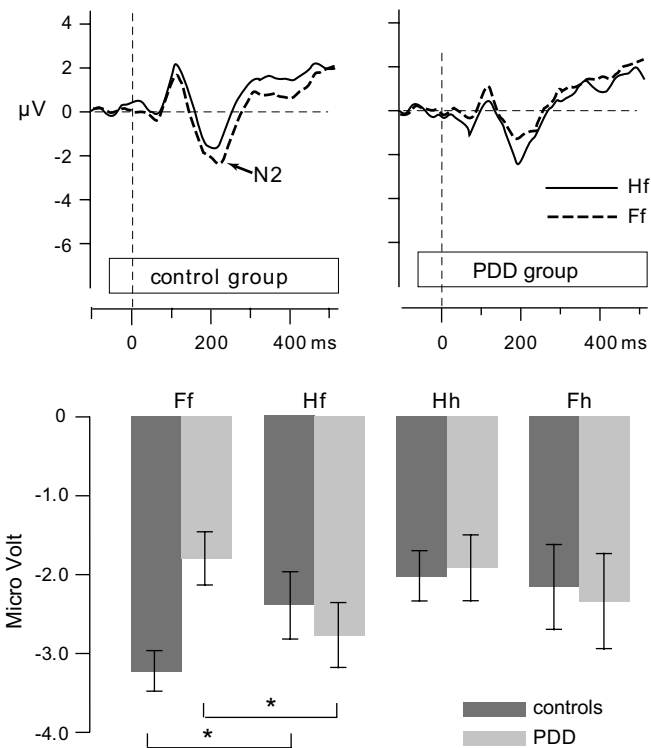 4
2
μV
0
-2
-4
-6
N2
Hf
Ff
control group
PDD group
0
200
400 ms
0
200
400 ms
Ff
Hf
Hh
Fh
0
-1.0
-2.0
-3.0
-4.0
Micro Volt
*
*
controls
PDD